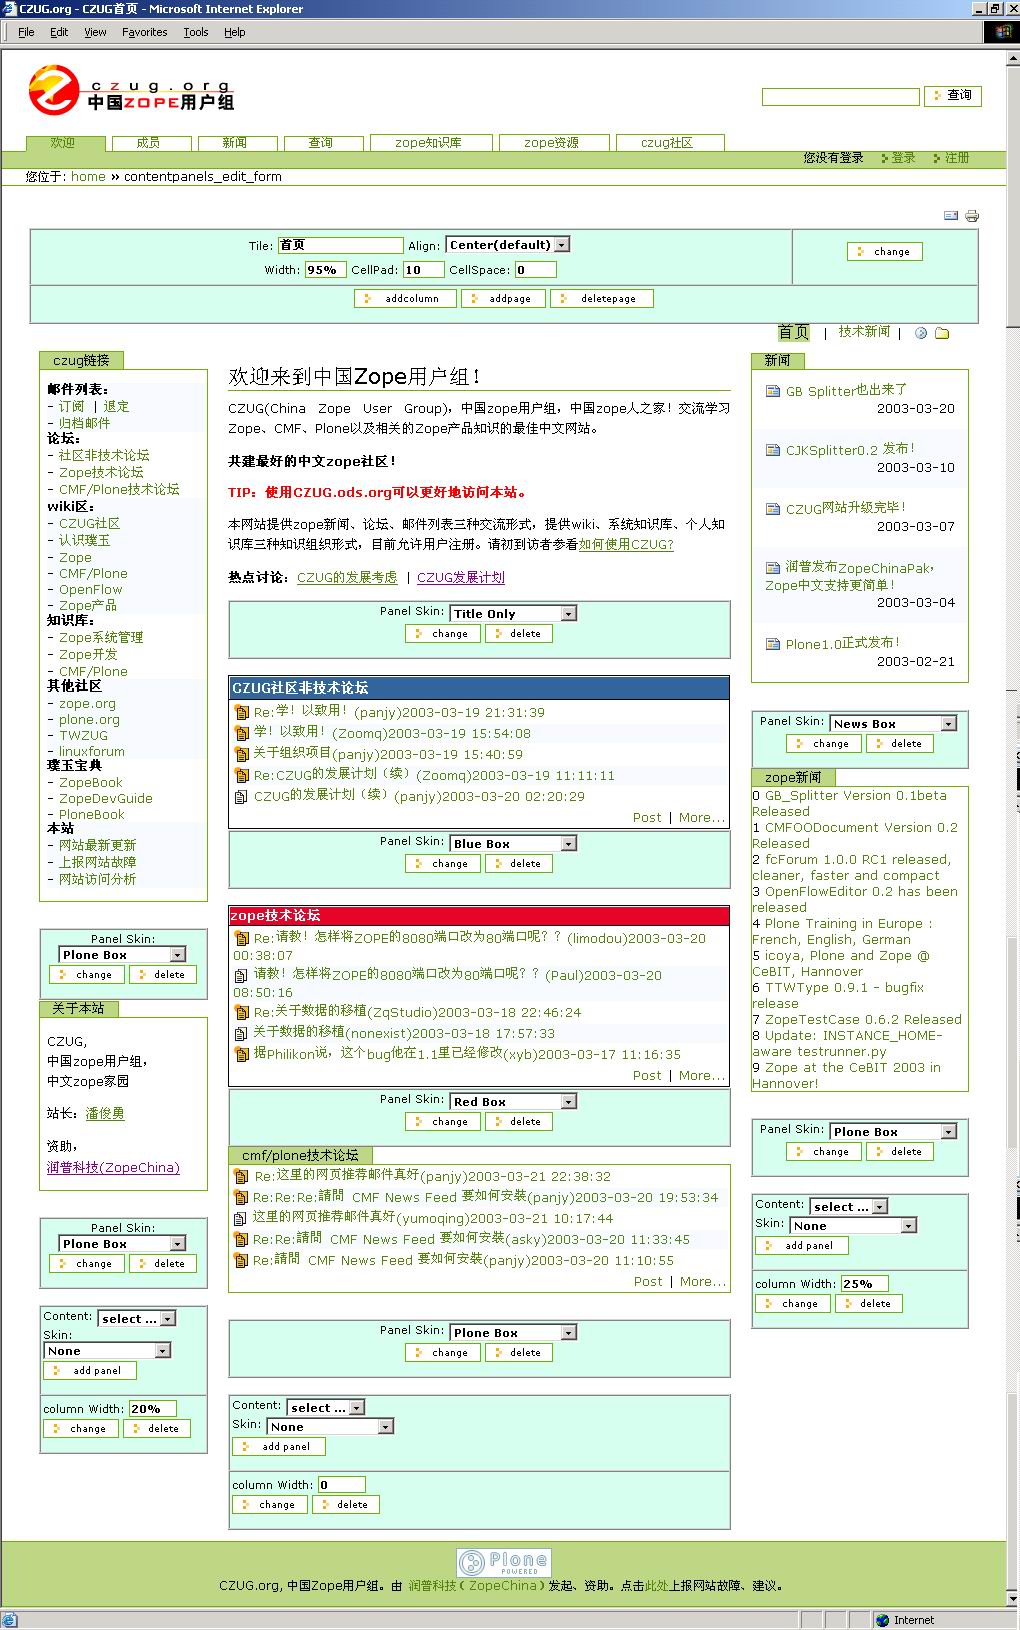 CZUG.org - CZUG首页 - Microsoft Internet Explorer
File Edit View Favorites Tools Help
czug.org
中国ZOPE用户组
查询
欢迎 成员 新闻 查询 zope知识库 zope资源 czug社区
您没有登录 登录 注册
您位于: home » contentpanels_edit_form
Tile: 首页 Align: Center(default)
Width: 95% CellPad: 10 CellSpace: 0
change
addcolumn addpage deletepage
首页 | 技术新闻 |
czug链接
邮件列表：
- 订阅 | 退定
- 归档邮件
论坛：
- 社区非技术论坛
- Zope技术论坛
- CMF/Plone技术论坛
wiki区：
- CZUG社区
- 认识璞玉
- Zope
- CMF/Plone
- OpenFlow
- Zope产品
知识库：
- Zope系统管理
- Zope开发
- CMF/Plone
其他社区
- zope.org
- plone.org
- TWZUG
- linuxforum
璞玉宝典
- ZopeBook
- ZopeDevGuide
- PloneBook
本站
- 网站最新更新
- 上报网站故障
- 网站访问分析
Panel Skin:
Plone Box
change delete
关于本站
CZUG,
中国zope用户组，
中文zope家园
站长：潘俊勇
资助，
润普科技(ZopeChina)
Panel Skin:
Plone Box
change delete
Content: select ...
Skin:
None
add panel
column Width: 20%
change delete
欢迎来到中国Zope用户组！
CZUG(China Zope User Group)，中国zope用户组，中国zope人之家！交流学习
Zope、CMF、Plone以及相关的Zope产品知识的最佳中文网站。
共建最好的中文zope社区！
TIP：使用CZUG.ods.org可以更好地访问本站。
本网站提供zope新闻、论坛、邮件列表三种交流形式，提供wiki、系统知识库、个人知
识库三种知识组织形式，目前允许用户注册。请初到访者参看如何使用CZUG?
热点讨论：CZUG的发展考虑 | CZUG发展计划
Panel Skin: Title Only
change delete
CZUG社区非技术论坛
Re:学！以致用！(panjy)2003-03-19 21:31:39
学！以致用！(Zoomq)2003-03-19 15:54:08
关于组织项目(panjy)2003-03-19 15:40:59
Re:CZUG的发展计划（续）(Zoomq)2003-03-19 11:11:11
CZUG的发展计划（续）(panjy)2003-03-20 02:20:29
Post | More...
Panel Skin: Blue Box
change delete
zope技术论坛
Re:请教！怎样将ZOPE的8080端口改为80端口呢？？(limodou)2003-03-20
00:38:07
请教！怎样将ZOPE的8080端口改为80端口呢？？(Paul)2003-03-20
08:50:16
Re:关于数据的移植(ZqStudio)2003-03-18 22:46:24
关于数据的移植(nonexist)2003-03-18 17:57:33
据Philikon说，这个bug他在1.1里已经修改(xyb)2003-03-17 11:16:35
Post | More...
Panel Skin: Red Box
change delete
cmf/plone技术论坛
Re:这里的网页推荐邮件真好(panjy)2003-03-21 22:38:32
Re:Re:Re:請問 CMF News Feed 要如何安裝(panjy)2003-03-20 19:53:34
这里的网页推荐邮件真好(yumoqing)2003-03-21 10:17:44
Re:Re:請問 CMF News Feed 要如何安裝(asky)2003-03-20 11:33:45
Re:請問 CMF News Feed 要如何安裝(panjy)2003-03-20 11:10:55
Post | More...
Panel Skin: Plone Box
change delete
Content: select ...
Skin: None
add panel
column Width: 0
change delete
新闻
GB Splitter也出来了
2003-03-20
CJKSplitter0.2 发布！
2003-03-10
CZUG网站升级完毕！
2003-03-07
润普发布ZopeChinaPak，
Zope中文支持更简单！
2003-03-04
Plone1.0正式发布！
2003-02-21
Panel Skin: News Box
change delete
zope新闻
0 GB_Splitter Version 0.1beta
Released
1 CMFOODocument Version 0.2
Released
2 fcForum 1.0.0 RC1 released,
cleaner, faster and compact
3 OpenFlowEditor 0.2 has been
released
4 Plone Training in Europe :
French, English, German
5 icoya, Plone and Zope @
CeBIT, Hannover
6 TTWType 0.9.1 - bugfix
release
7 ZopeTestCase 0.6.2 Released
8 Update: INSTANCE_HOME-
aware testrunner.py
9 Zope at the CeBIT 2003 in
Hannover!
Panel Skin: Plone Box
change delete
Content: select ...
Skin: None
add panel
column Width: 25%
change delete
Plone
POWERED
CZUG.org, 中国Zope用户组。由 润普科技（ZopeChina）发起、资助。点击此处上报网站故障、建议。
Internet